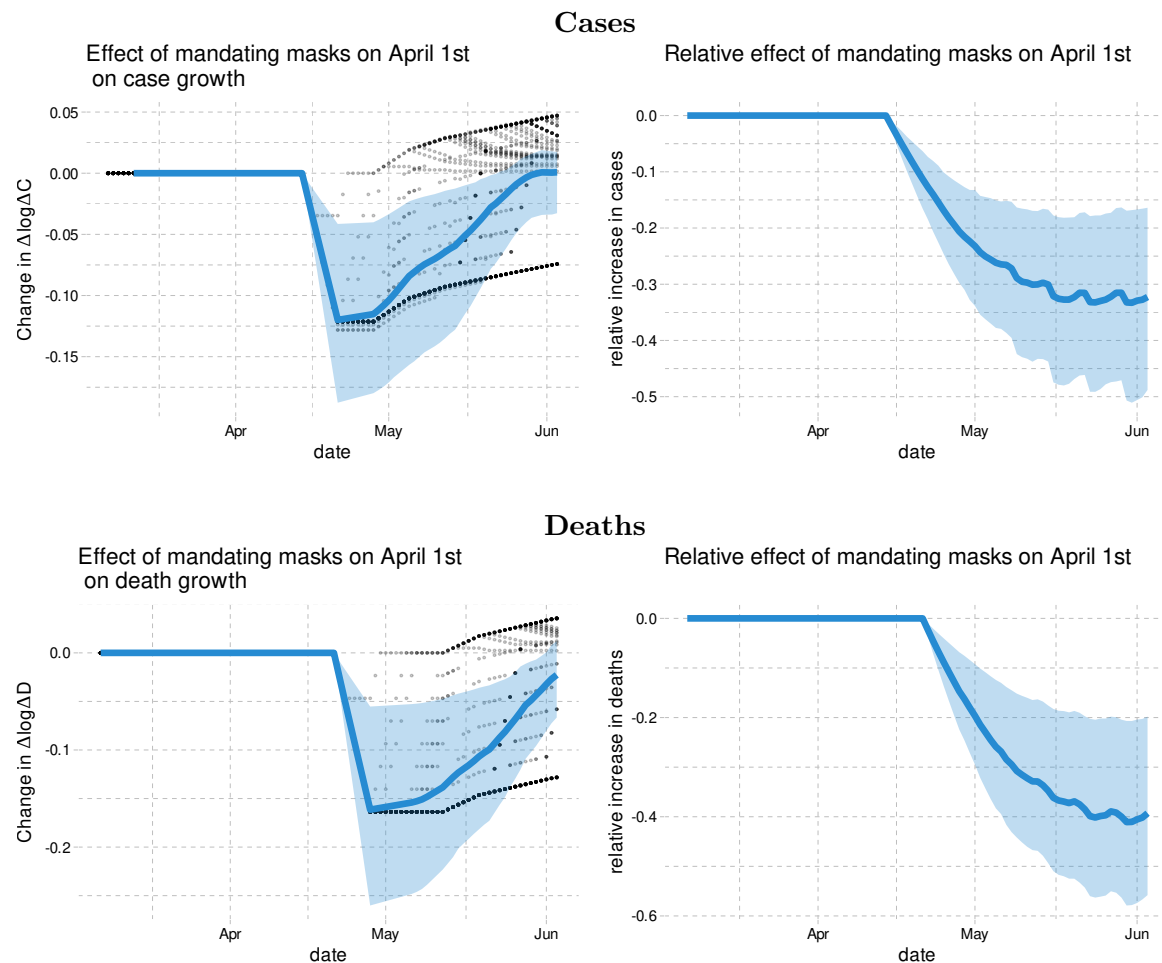 Cases
Effect of mandating masks on April 1st
on case growth
Relative effect of mandating masks on April 1st
Change in ΔlogΔC
0.05
0.00
-0.05
-0.10
-0.15
Apr
May
Jun
date
relative increase in cases
0.0
-0.1
-0.2
-0.3
-0.4
-0.5
Apr
May
Jun
date
Deaths
Effect of mandating masks on April 1st
on death growth
Relative effect of mandating masks on April 1st
Change in ΔlogΔD
0.0
-0.1
-0.2
Apr
May
Jun
date
relative increase in deaths
0.0
-0.2
-0.4
-0.6
Apr
May
Jun
date